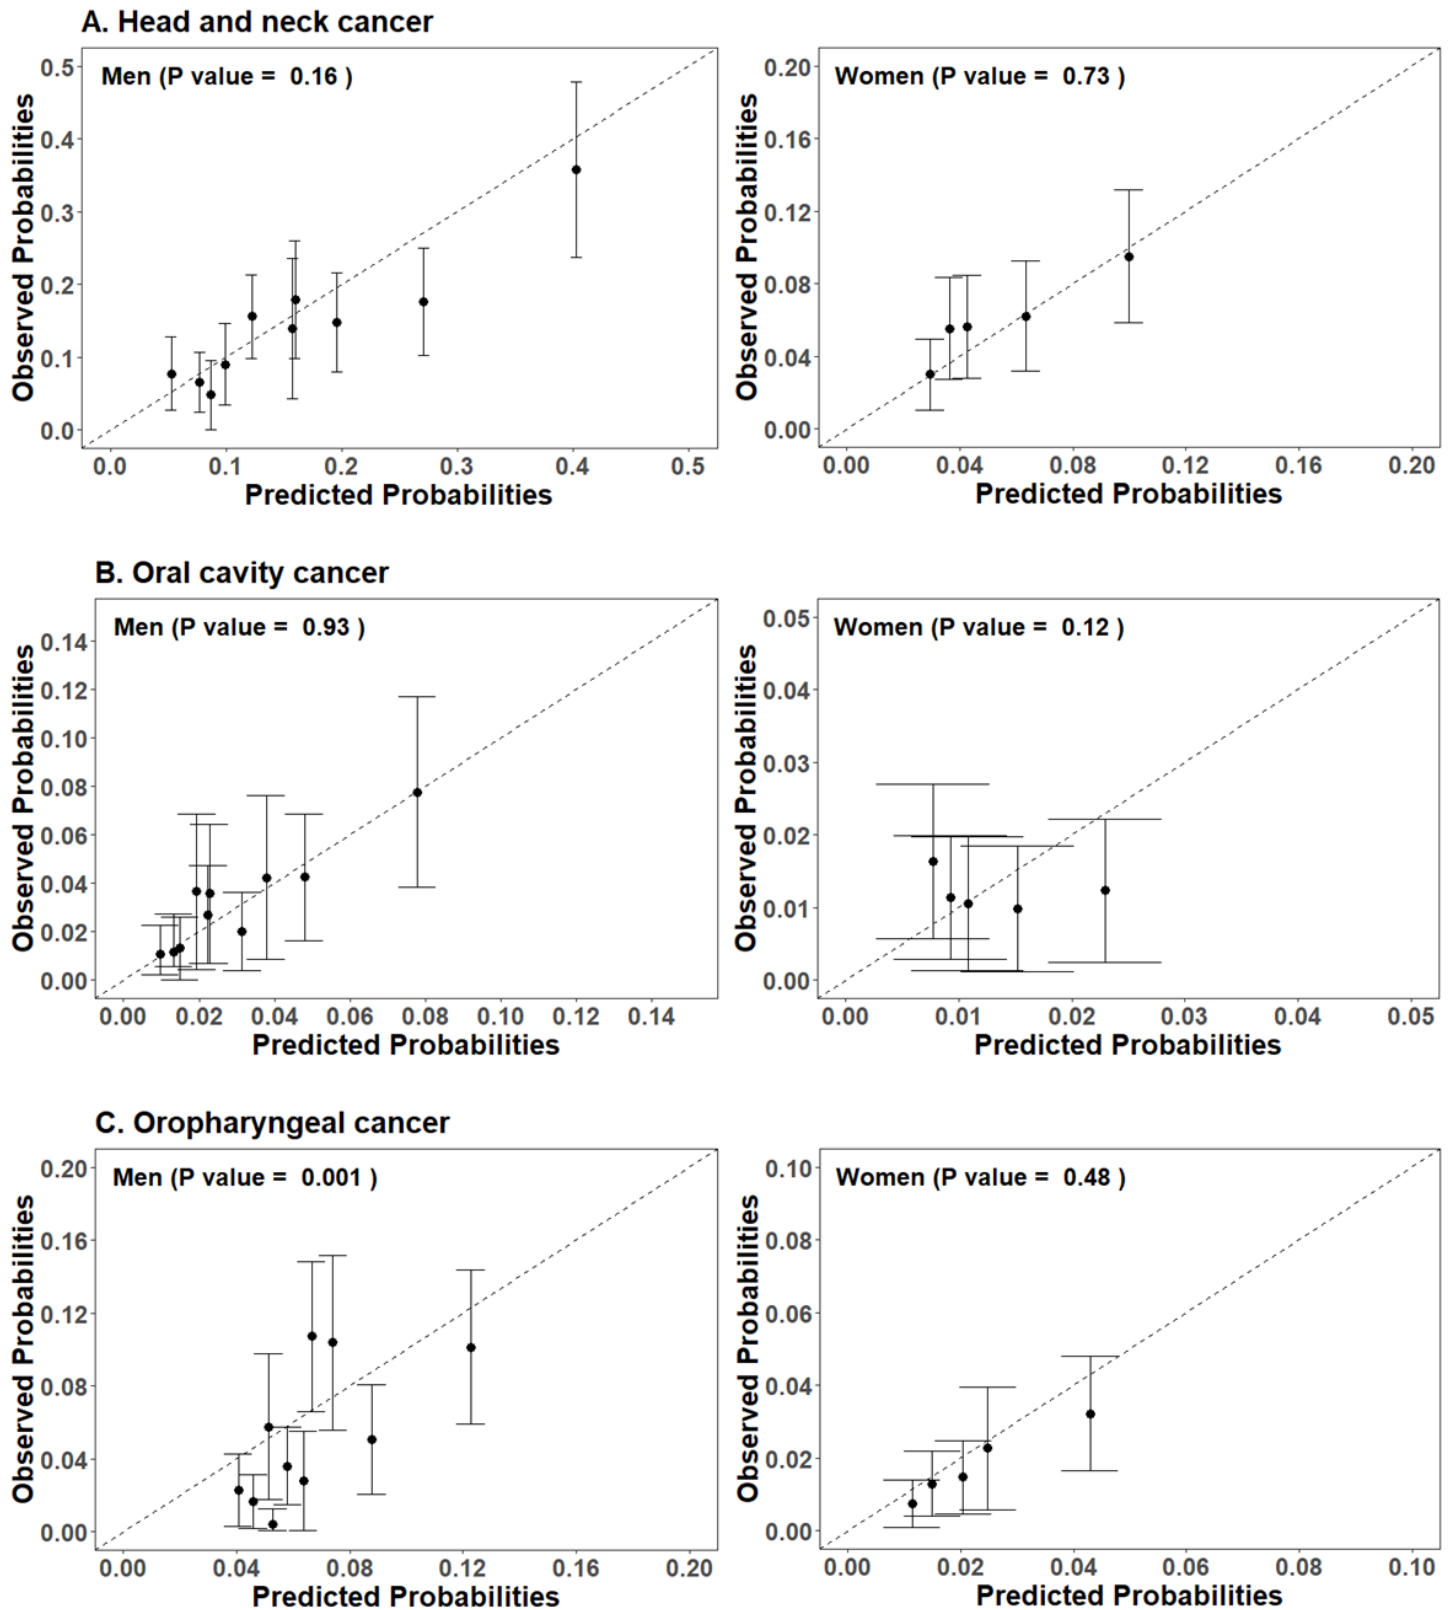 A. Head and neck cancer
Men (P value = 0.16 )
Observed Probabilities
0.5
0.4
0.3
0.2
0.1
0.0
0.0 0.1 0.2 0.3 0.4 0.5
Predicted Probabilities
Women (P value = 0.73 )
Observed Probabilities
0.20
0.16
0.12
0.08
0.04
0.00
0.00 0.04 0.08 0.12 0.16 0.20
Predicted Probabilities
B. Oral cavity cancer
Men (P value = 0.93 )
Observed Probabilities
0.14
0.12
0.10
0.08
0.06
0.04
0.02
0.00
0.00 0.02 0.04 0.06 0.08 0.10 0.12 0.14
Predicted Probabilities
Women (P value = 0.12 )
Observed Probabilities
0.05
0.04
0.03
0.02
0.01
0.00
0.00 0.01 0.02 0.03 0.04 0.05
Predicted Probabilities
C. Oropharyngeal cancer
Men (P value = 0.001 )
Observed Probabilities
0.20
0.16
0.12
0.08
0.04
0.00
0.00 0.04 0.08 0.12 0.16 0.20
Predicted Probabilities
Women (P value = 0.48 )
Observed Probabilities
0.10
0.08
0.06
0.04
0.02
0.00
0.00 0.02 0.04 0.06 0.08 0.10
Predicted Probabilities